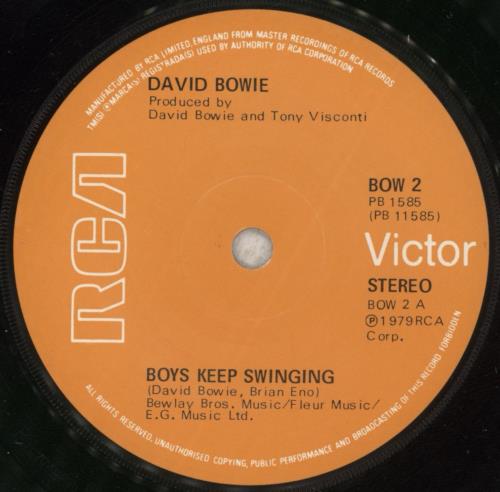 MANUFACTURED BY RCA LIMITED, ENGLAND FROM MASTER RECORDINGS OF RCA RECORDS
TM(S) ® MARCA(S) REGISTRADA(S) USED BY AUTHORITY OF RCA CORPORATION
DAVID BOWIE
Produced by
David Bowie and Tony Visconti
RCA
BOW 2
PB 1585
(PB 11585)
Victor
STEREO
BOW 2 A
Ⓟ1979RCA
Corp.
BOYS KEEP SWINGING
(David Bowie, Brian Eno)
Bewlay Bros. Music/Fleur Music/
E.G. Music Ltd.
ALL RIGHTS RESERVED, UNAUTHORISED COPYING, PUBLIC PERFORMANCE AND BROADCASTING OF THIS RECORD FORBIDDEN